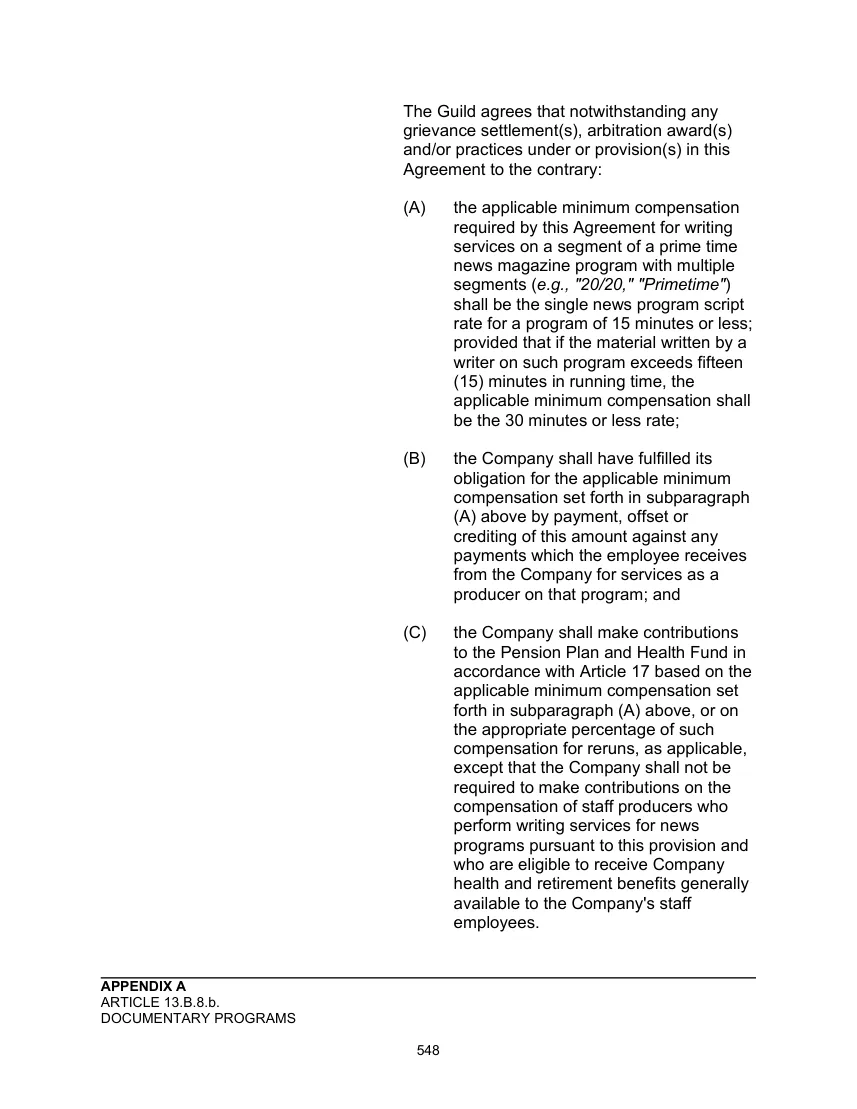 The Guild agrees that notwithstanding any
grievance settlement(s), arbitration award(s)
and/or practices under or provision(s) in this
Agreement to the contrary:
(A) the applicable minimum compensation
required by this Agreement for writing
services on a segment of a prime time
news magazine program with multiple
segments (e.g., "20/20," "Primetime")
shall be the single news program script
rate for a program of 15 minutes or less;
provided that if the material written by a
writer on such program exceeds fifteen
(15) minutes in running time, the
applicable minimum compensation shall
be the 30 minutes or less rate;
(B) the Company shall have fulfilled its
obligation for the applicable minimum
compensation set forth in subparagraph
(A) above by payment, offset or
crediting of this amount against any
payments which the employee receives
from the Company for services as a
producer on that program; and
(C) the Company shall make contributions
to the Pension Plan and Health Fund in
accordance with Article 17 based on the
applicable minimum compensation set
forth in subparagraph (A) above, or on
the appropriate percentage of such
compensation for reruns, as applicable,
except that the Company shall not be
required to make contributions on the
compensation of staff producers who
perform writing services for news
programs pursuant to this provision and
who are eligible to receive Company
health and retirement benefits generally
available to the Company's staff
employees.
APPENDIX A
ARTICLE 13.B.8.b.
DOCUMENTARY PROGRAMS
548